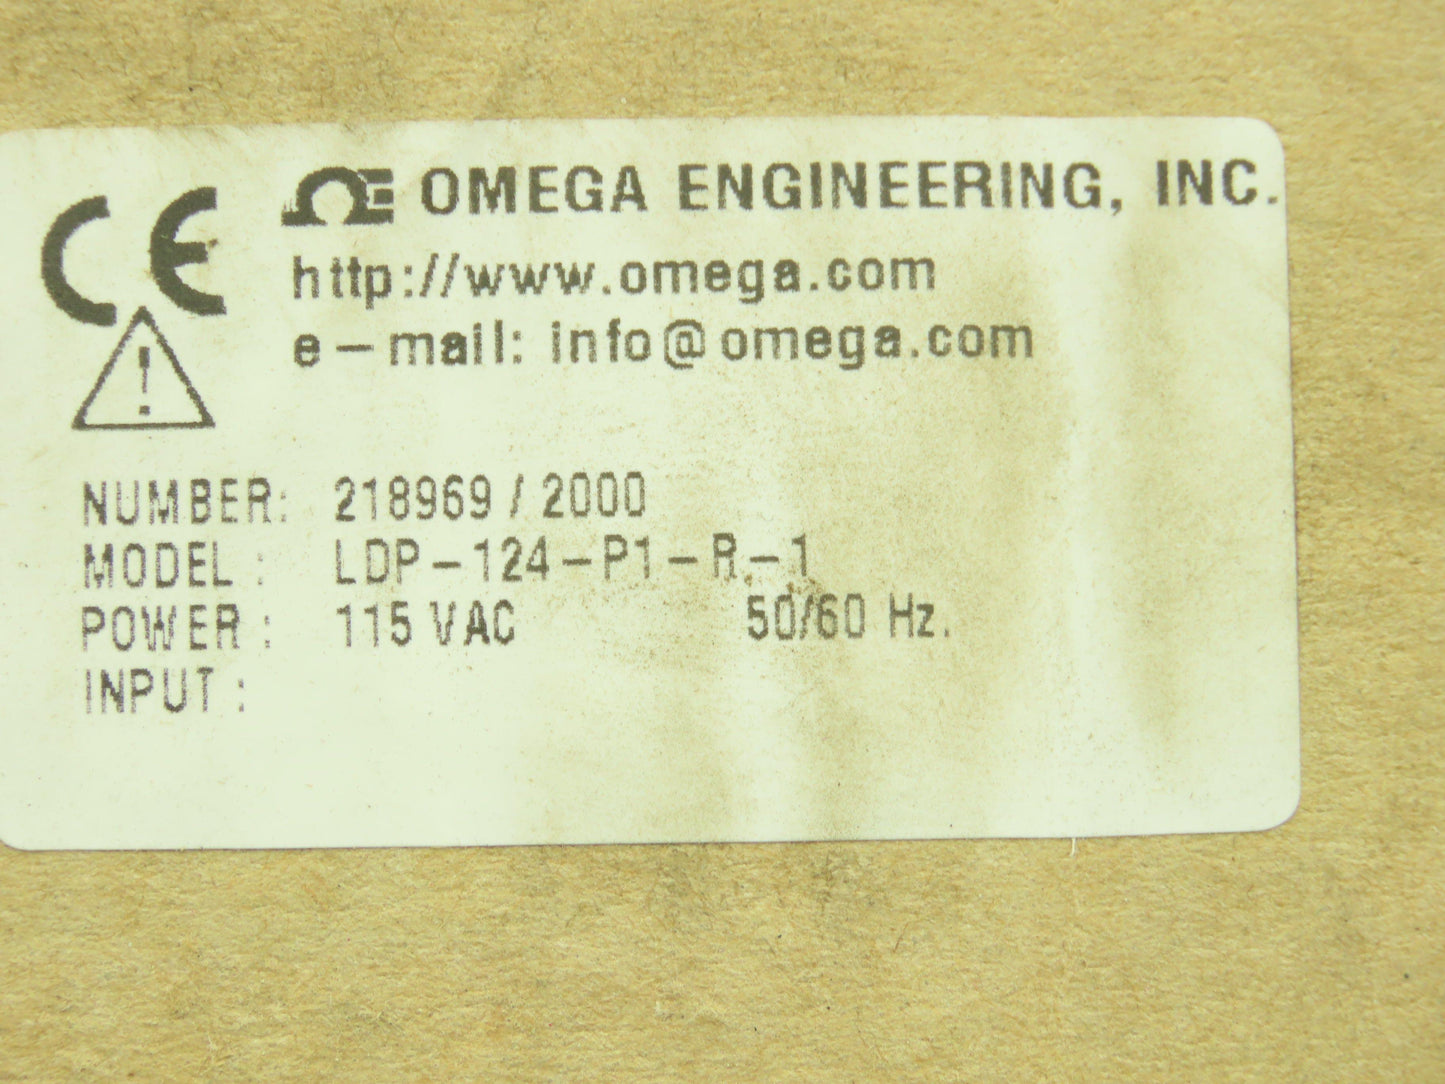 CE ΩE OMEGA ENGINEERING, INC.
http://www.omega.com
e-mail: info@omega.com
!
NUMBER: 218969 / 2000
MODEL : LDP-124-P1-R-1
POWER : 115 VAC 50/60 Hz.
INPUT :